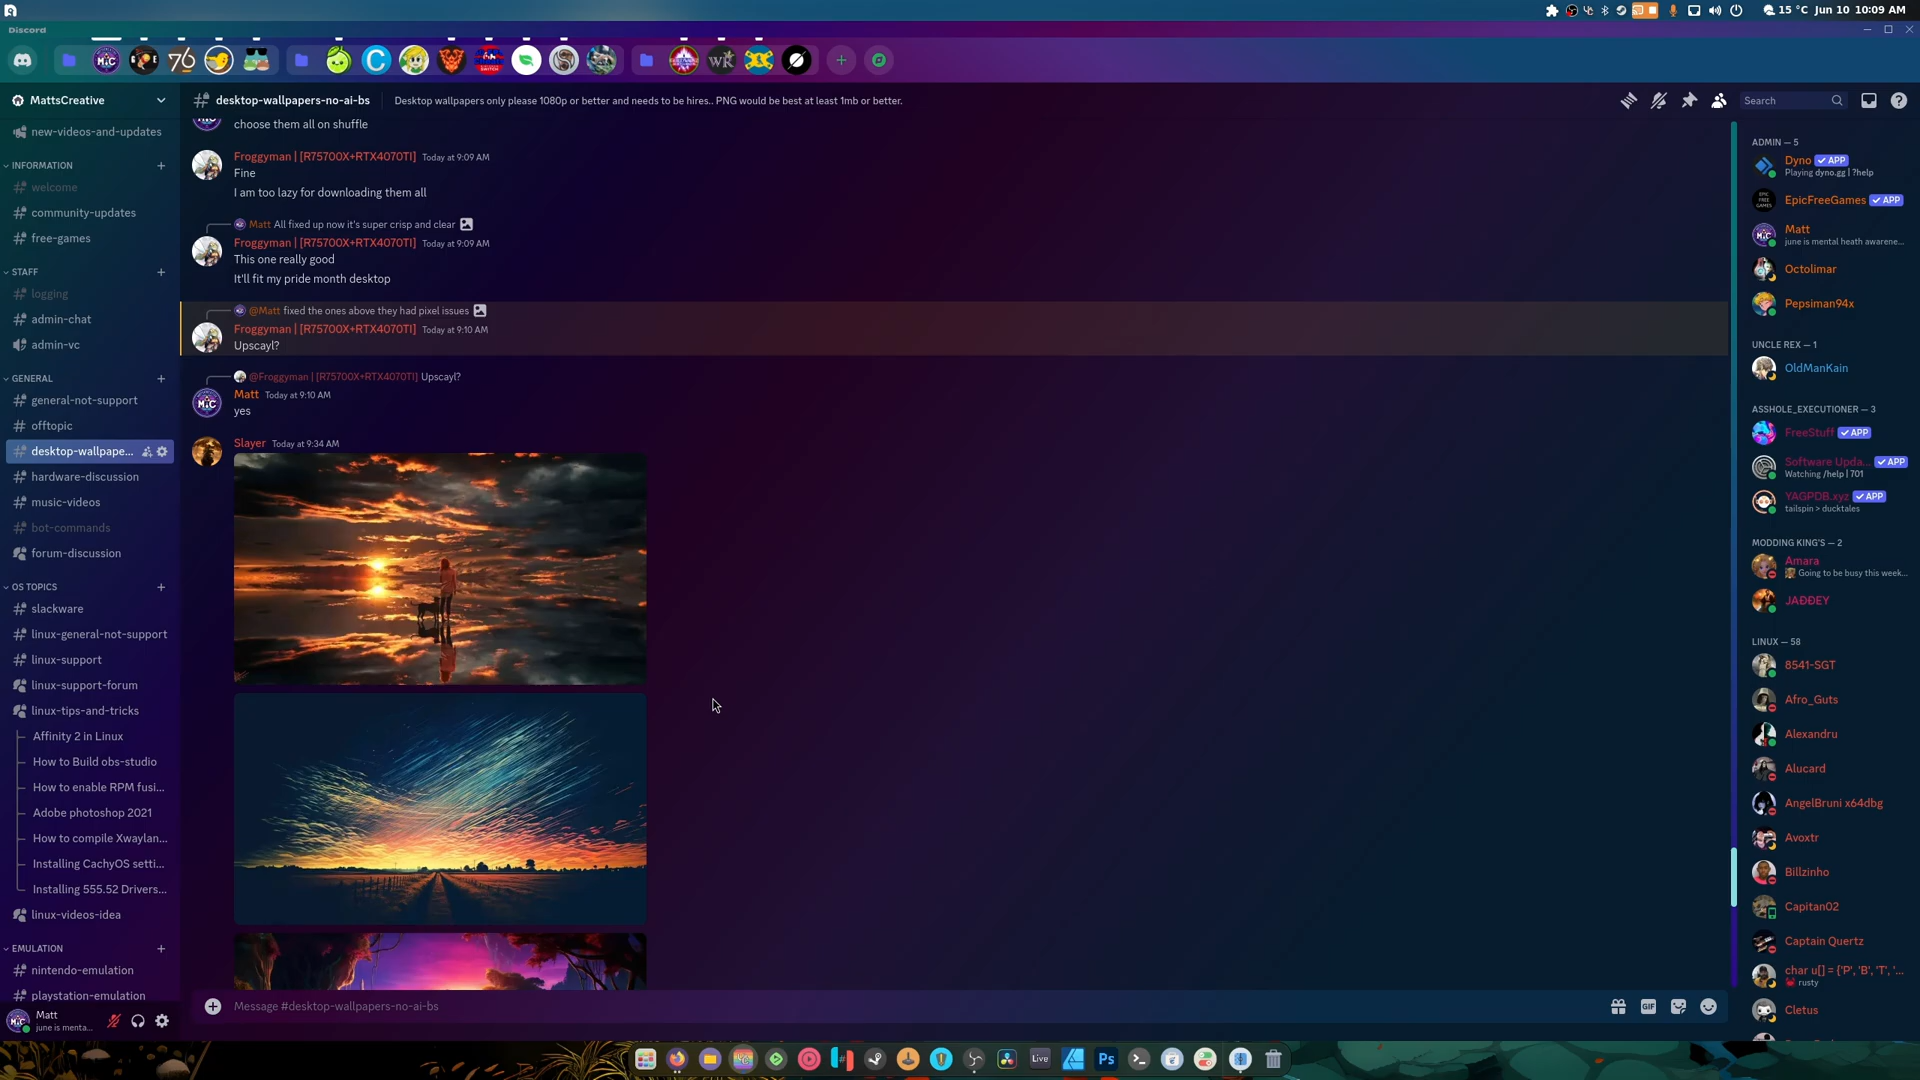 15 °C Jun 10 10:09 AM
Discord
MattsCreative
desktop-wallpapers-no-ai-bs
Desktop wallpapers only please 1080p or better and needs to be hires.. PNG would be best at least 1mb or better.
Search
new-videos-and-updates
INFORMATION
welcome
community-updates
free-games
STAFF
logging
admin-chat
admin-vc
GENERAL
general-not-support
offtopic
desktop-wallpape...
hardware-discussion
music-videos
bot-commands
forum-discussion
OS TOPICS
slackware
linux-general-not-support
linux-support
linux-support-forum
linux-tips-and-tricks
Affinity 2 in Linux
How to Build obs-studio
How to enable RPM fusi...
Adobe photoshop 2021
How to compile Xwaylan...
Installing CachyOS setti...
Installing 555.52 Drivers...
linux-videos-idea
EMULATION
nintendo-emulation
playstation-emulation
Matt
june is menta...
choose them all on shuffle
Froggyman | [R75700X+RTX4070TI] Today at 9:09 AM
Fine
I am too lazy for downloading them all
Matt All fixed up now it's super crisp and clear
Froggyman | [R75700X+RTX4070TI] Today at 9:09 AM
This one really good
It'll fit my pride month desktop
@Matt fixed the ones above they had pixel issues
Froggyman | [R75700X+RTX4070TI] Today at 9:10 AM
Upscayl?
@Froggyman | [R75700X+RTX4070TI] Upscayl?
Matt Today at 9:10 AM
yes
Slayer Today at 9:34 AM
Message #desktop-wallpapers-no-ai-bs
GIF
ADMIN — 5
Dyno APP
Playing dyno.gg | ?help
EpicFreeGames APP
Matt
june is mental heath awarene...
Octolimar
Pepsiman94x
UNCLE REX — 1
OldManKain
ASSHOLE_EXECUTIONER — 3
FreeStuff APP
Software Upda... APP
Watching /help | 701
YAGPDB.xyz APP
tailspin > ducktales
MODDING KING'S — 2
Amara
Going to be busy this week...
JAĐĐEY
LINUX — 58
8541-SGT
Afro_Guts
Alexandru
Alucard
AngelBruni x64dbg
Avoxtr
Billzinho
Capitan02
Captain Quertz
char u[] = {'P', 'B', 'T', '...
rusty
Cletus
Live
Ps